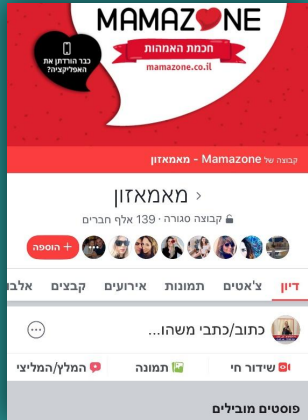 MAMAZONE
חכמת האמהות
mamazone.co.il
כבר הורדתן את
האפליקציה?
קבוצה של Mamazone - מאמאזון
מאמאזון
קבוצה סגורה · 139 אלף חברים
+ הוספה
דיון צ'אטים תמונות אירועים קבצים אלבו
כתוב/כתבי משהו...
שידור חי תמונה המלץ/המליצי
פוסטים מובילים